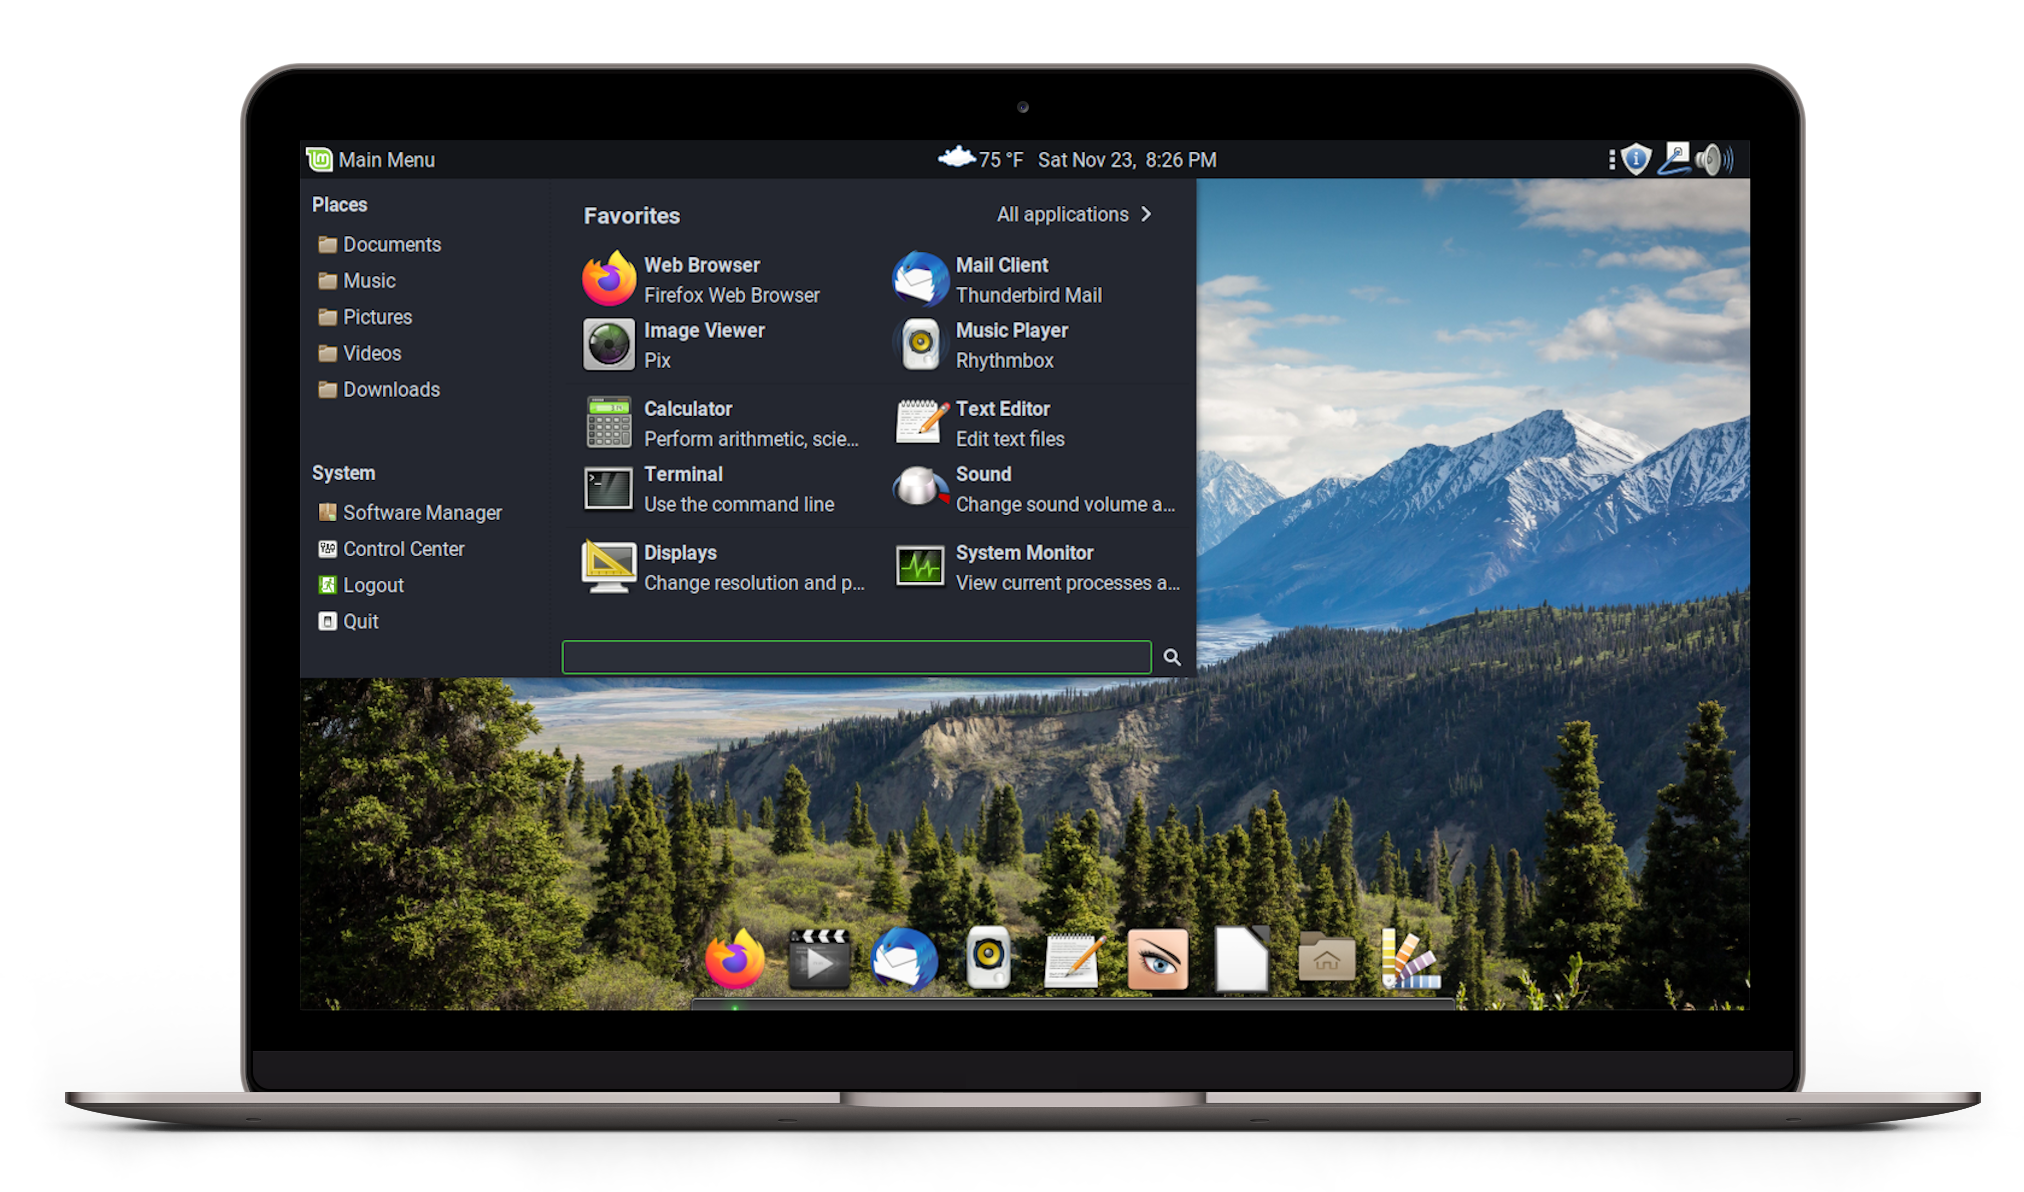 Main Menu
75 °F Sat Nov 23, 8:26 PM
Places
Documents
Music
Pictures
Videos
Downloads
System
Software Manager
Control Center
Logout
Quit
Favorites
All applications
Web Browser
Firefox Web Browser
Mail Client
Thunderbird Mail
Image Viewer
Pix
Music Player
Rhythmbox
Calculator
Perform arithmetic, scie...
Text Editor
Edit text files
Terminal
Use the command line
Sound
Change sound volume a...
Displays
Change resolution and p...
System Monitor
View current processes a...